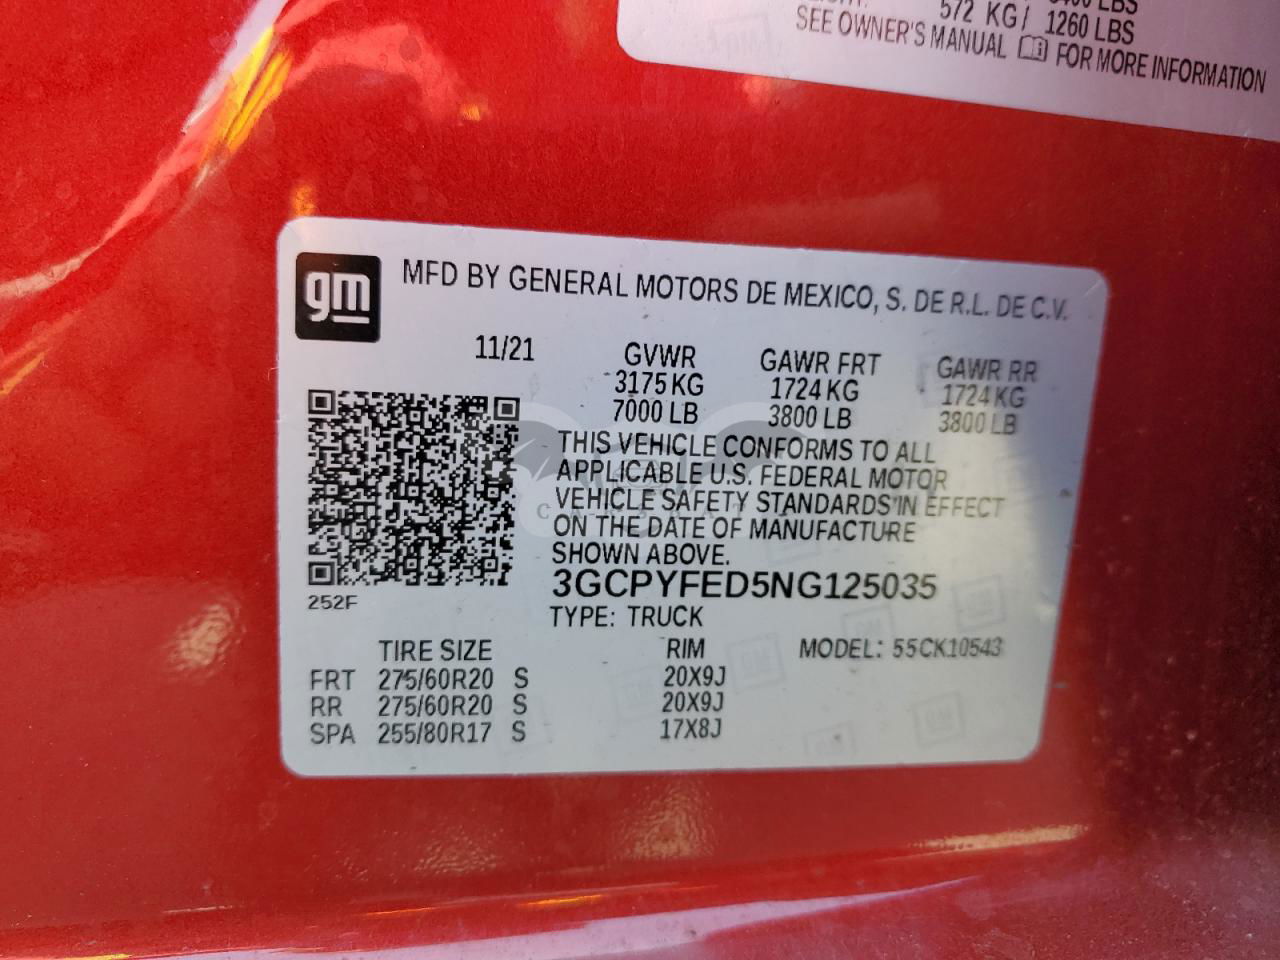 572 KG/ 1260 LBS
SEE OWNER'S MANUAL FOR MORE INFORMATION
gm
MFD BY GENERAL MOTORS DE MEXICO, S. DE R.L. DE C.V.
11/21 GVWR GAWR FRT GAWR RR
3175 KG 1724 KG 1724 KG
7000 LB 3800 LB 3800 LB
THIS VEHICLE CONFORMS TO ALL
APPLICABLE U.S. FEDERAL MOTOR
VEHICLE SAFETY STANDARDS IN EFFECT
ON THE DATE OF MANUFACTURE
SHOWN ABOVE.
3GCPYFED5NG125035
252F
TYPE: TRUCK
TIRE SIZE RIM MODEL: 55CK10543
FRT 275/60R20 S 20X9J
RR 275/60R20 S 20X9J
SPA 255/80R17 S 17X8J